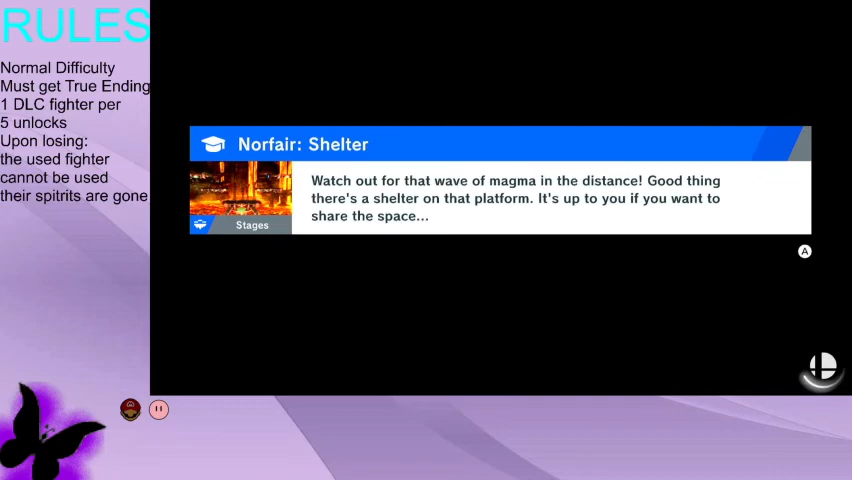 RULES
Normal Difficulty
Must get True Ending
1 DLC fighter per
5 unlocks
Upon losing:
the used fighter
cannot be used
their spitrits are gone
Norfair: Shelter
Watch out for that wave of magma in the distance! Good thing
there's a shelter on that platform. It's up to you if you want to
share the space...
Stages
A